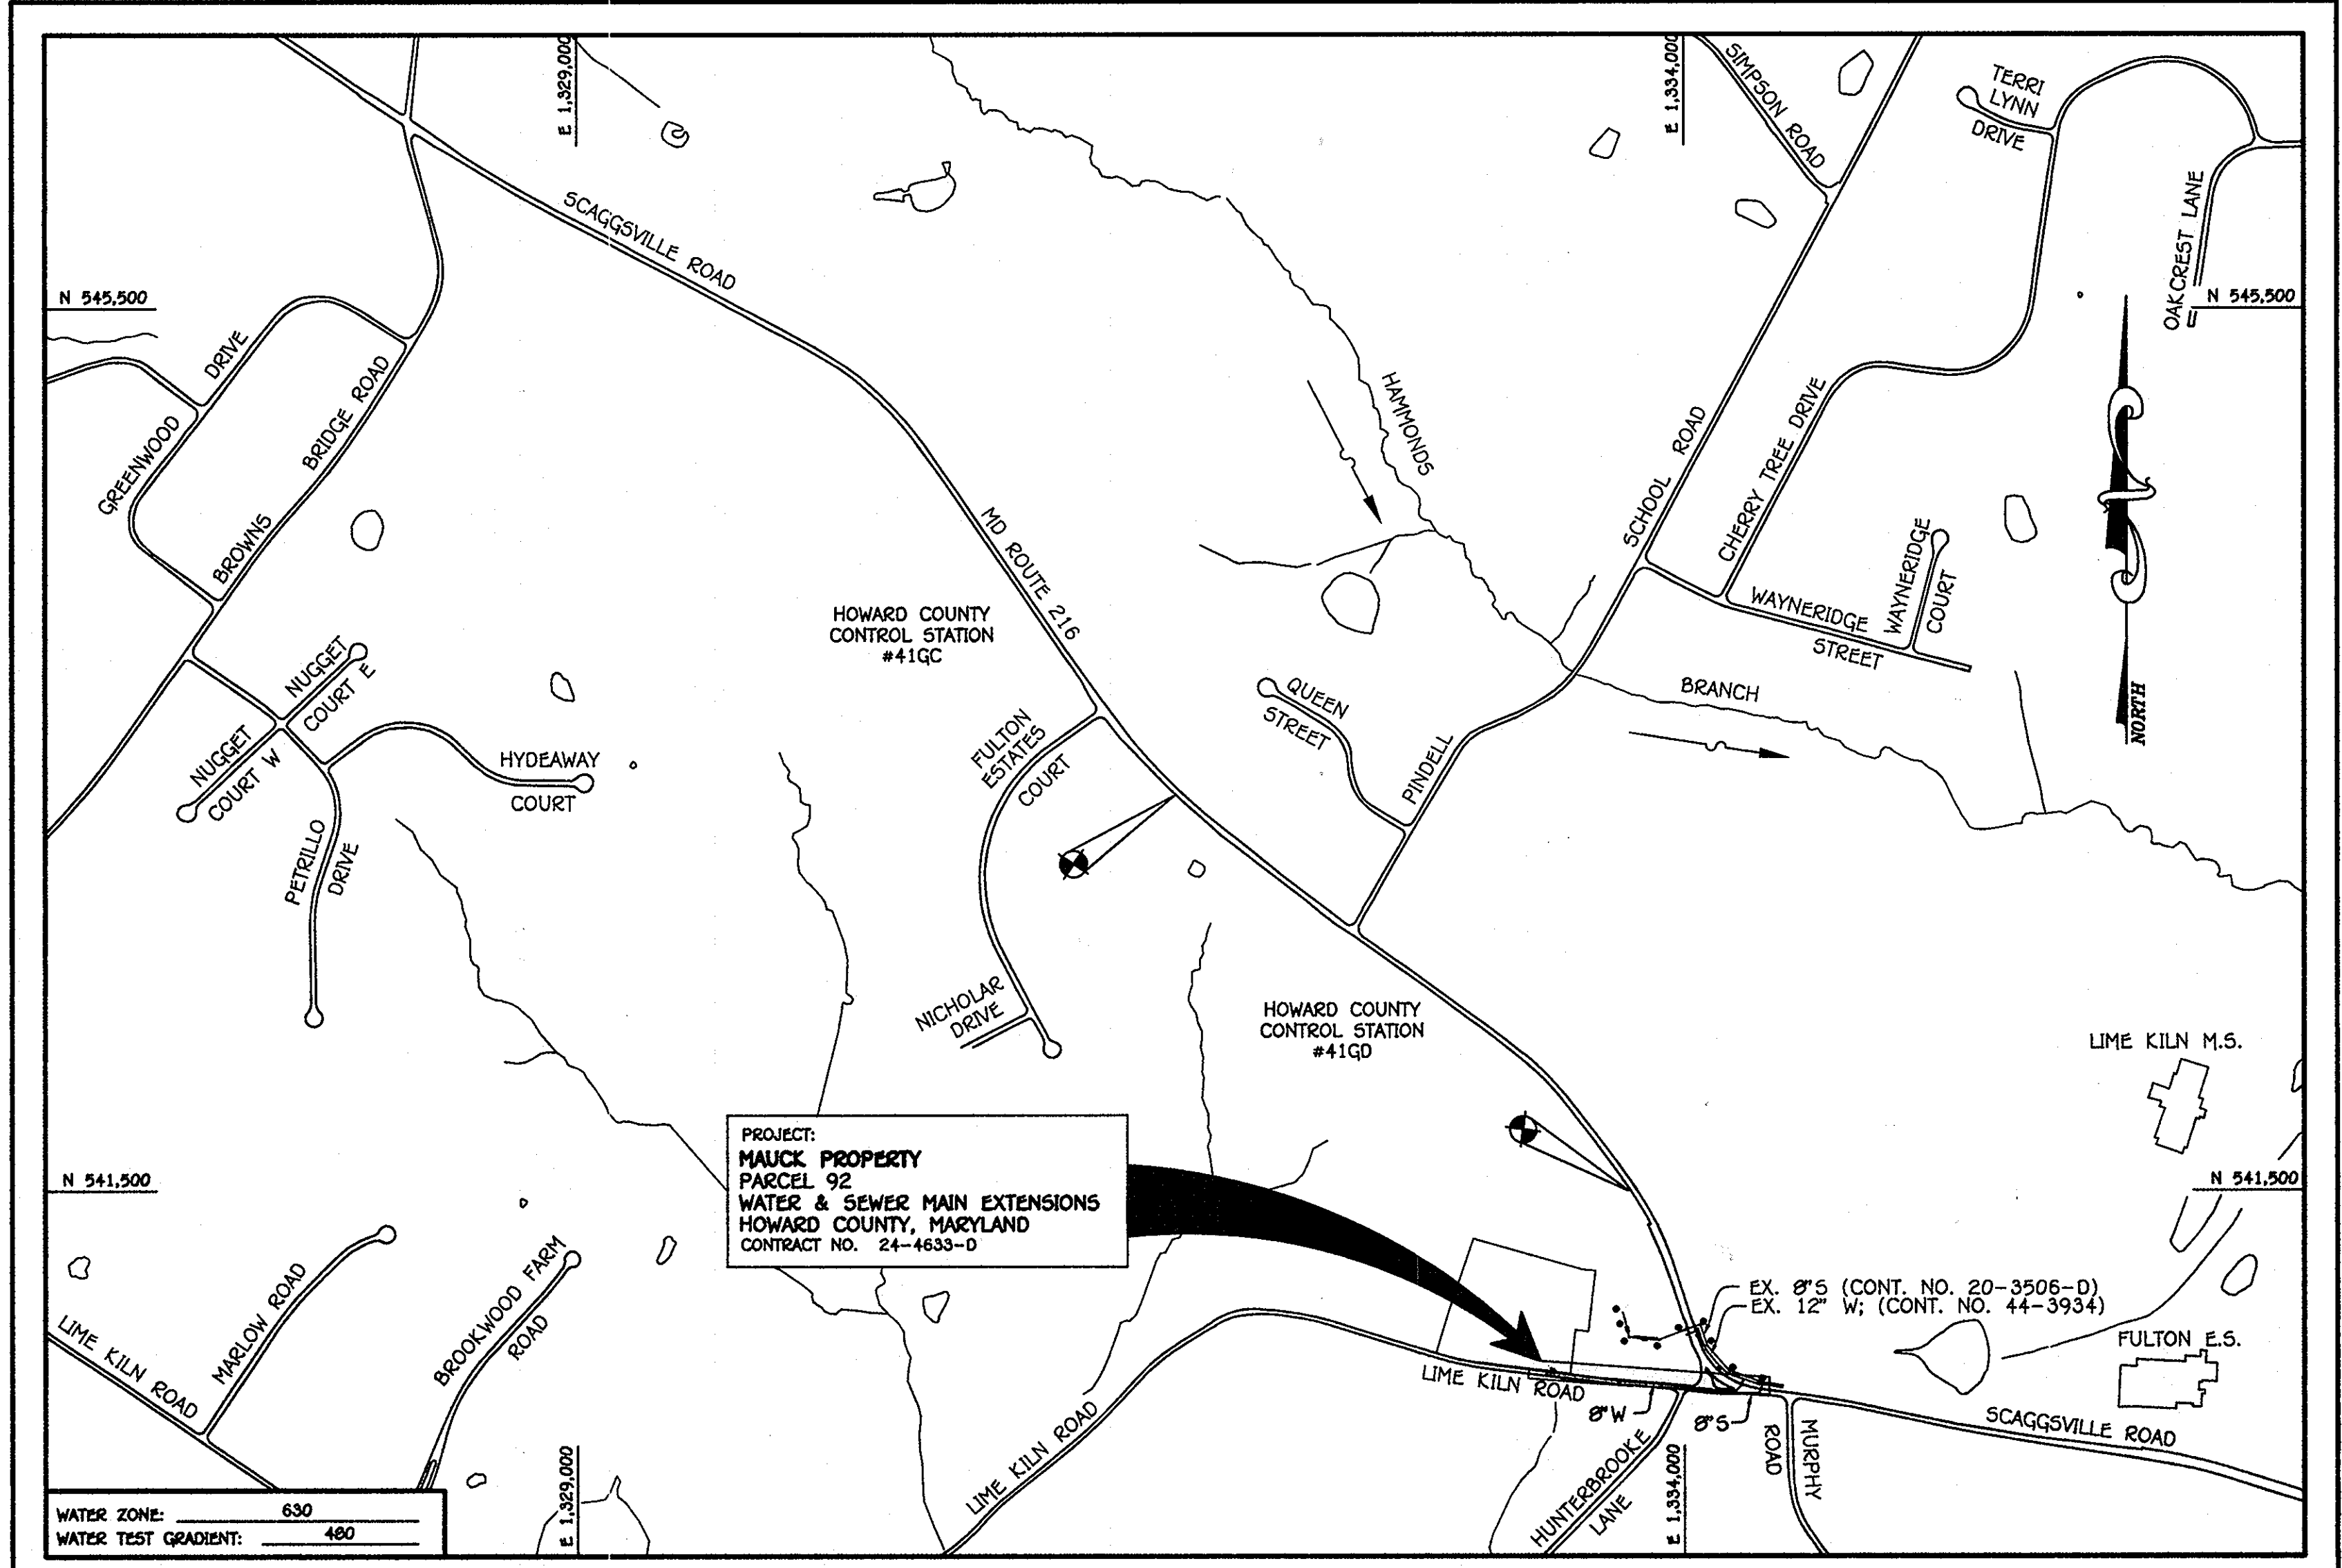 E 1,329,000
E 1,334,000
SIMPSON ROAD
TERRI
LYNN
DRIVE
OAKCREST LANE
SCAGGSVILLE ROAD
N 545,500
N 545,500
GREENWOOD DRIVE
BROWNS BRIDGE ROAD
HAMMONDS
BRANCH
PINDELL SCHOOL ROAD
CHERRY TREE DRIVE
WAYNERIDGE
STREET
WAYNERIDGE
COURT
NORTH
MD ROUTE 216
HOWARD COUNTY
CONTROL STATION
#41GC
NUGGET
COURT E
NUGGET
COURT W
HYDEAWAY
COURT
PETRILLO
DRIVE
FULTON
ESTATES
COURT
QUEEN
STREET
NICHOLAR
DRIVE
HOWARD COUNTY
CONTROL STATION
#41GD
LIME KILN M.S.
PROJECT:
MAUCK PROPERTY
PARCEL 92
WATER & SEWER MAIN EXTENSIONS
HOWARD COUNTY, MARYLAND
CONTRACT NO. 24-4633-D
N 541,500
N 541,500
EX. 8"S (CONT. NO. 20-3506-D)
EX. 12" W; (CONT. NO. 44-3934)
FULTON E.S.
LIME KILN ROAD
MARLOW ROAD
BROOKWOOD FARM
ROAD
LIME KILN ROAD
LIME KILN ROAD
8"W
8"S
SCAGGSVILLE ROAD
HUNTERBROOKE
LANE
MURPHY
ROAD
E 1,329,000
E 1,334,000
WATER ZONE: 630
WATER TEST GRADIENT: 480